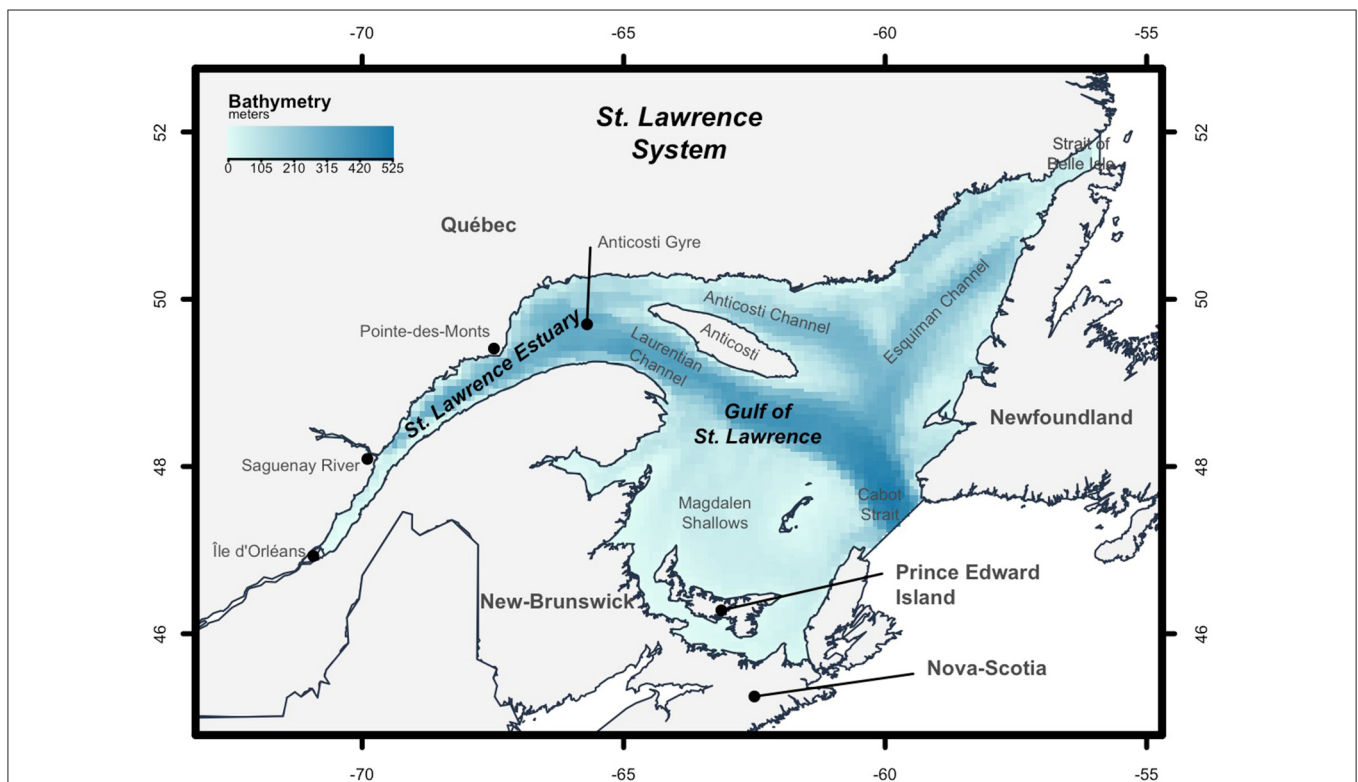 -70 -65 -60 -55
Bathymetry
meters
0 105 210 315 420 525
St. Lawrence
System
52
52
Strait of
Belle Isle
Québec
Anticosti Gyre
50
50
Pointe-des-Monts
Anticosti Channel
Esquiman Channel
Anticosti
Laurentian
Channel
St. Lawrence Estuary
Gulf of
St. Lawrence
Newfoundland
48
48
Saguenay River
Magdalen
Shallows
Cabot
Strait
Île d'Orléans
Prince Edward
Island
New-Brunswick
46
46
Nova-Scotia
-70 -65 -60 -55